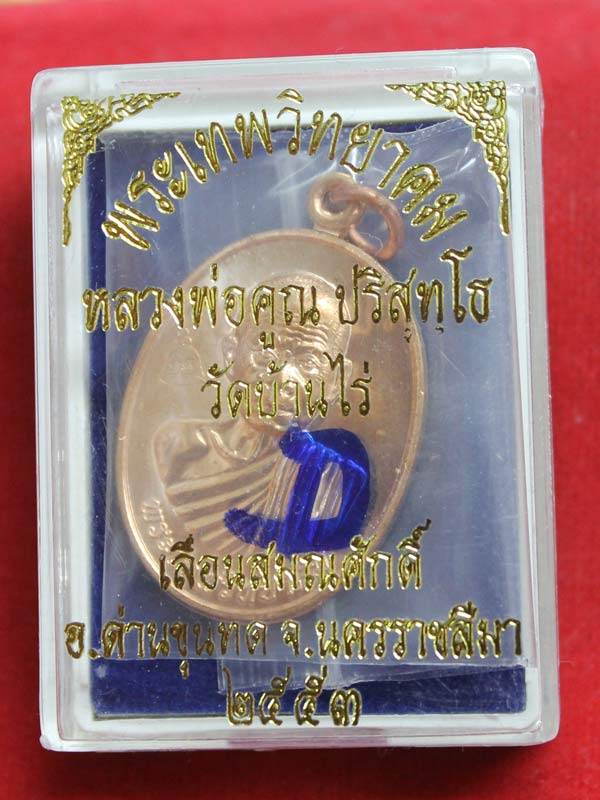 พระเทพวิทยาคม
หลวงพ่อคูณ ปริสุทฺโธ
วัดบ้านไร่
เลื่อนสมณศักดิ์
อ.ด่านขุนทด จ.นครราชสีมา
๒๕๕๓